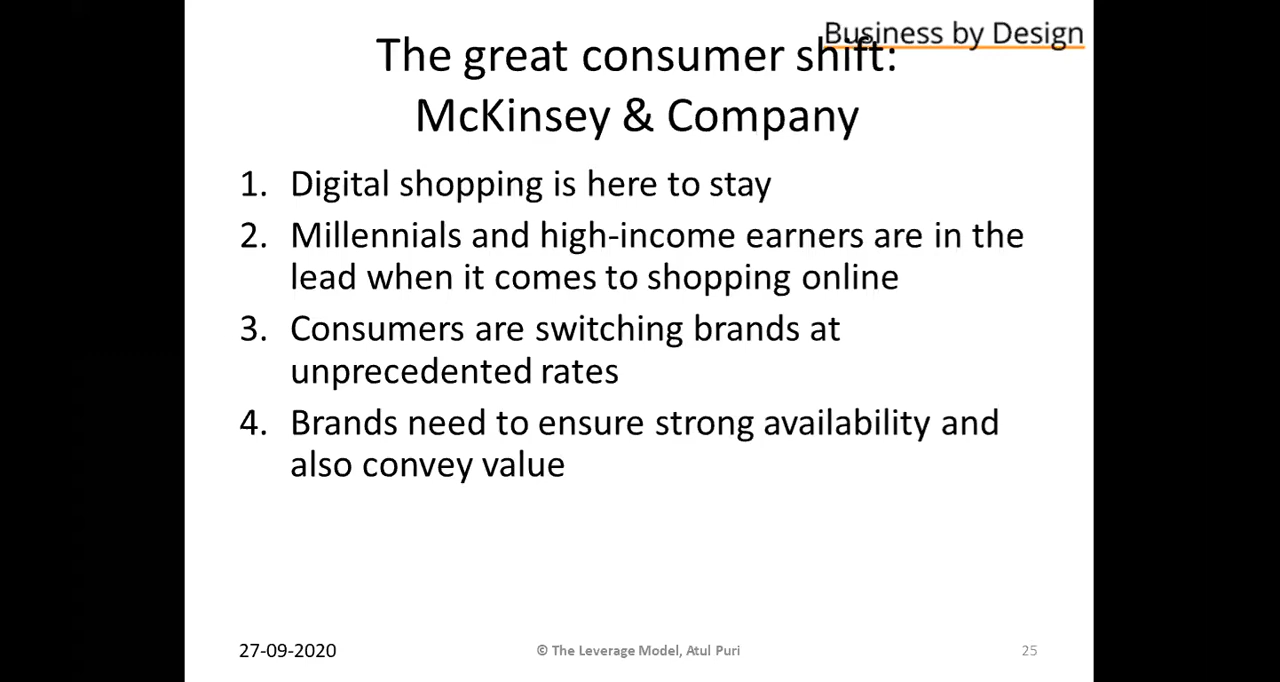 Business by Design
The great consumer shift:
McKinsey & Company
1. Digital shopping is here to stay
2. Millennials and high-income earners are in the
lead when it comes to shopping online
3. Consumers are switching brands at
unprecedented rates
4. Brands need to ensure strong availability and
also convey value
27-09-2020
© The Leverage Model, Atul Puri
25